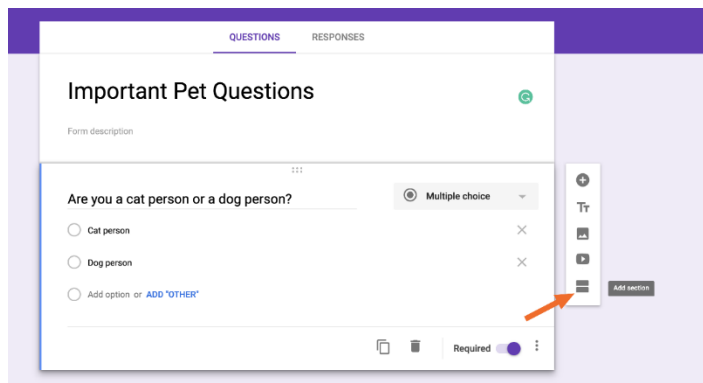 QUESTIONS RESPONSES
Important Pet Questions
Form description
Are you a cat person or a dog person?
Multiple choice
Cat person
Dog person
Add option or ADD "OTHER"
Tт
Add section
Required